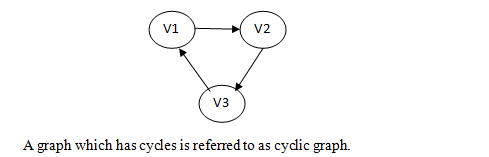 V1 V2
V3
A graph which has cycles is referred to as cyclic graph.